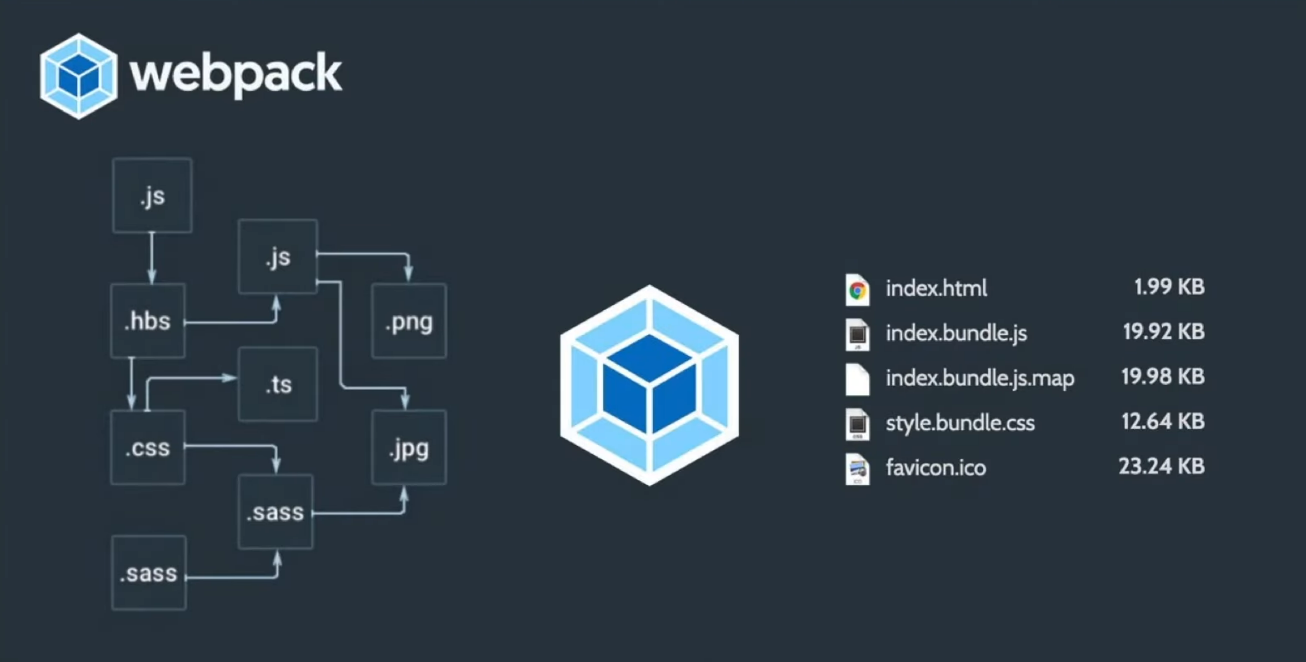 webpack
.js
.js
.hbs
.png
.ts
.css
.jpg
.sass
.sass
index.html 1.99 KB
index.bundle.js 19.92 KB
index.bundle.js.map 19.98 KB
style.bundle.css 12.64 KB
favicon.ico 23.24 KB